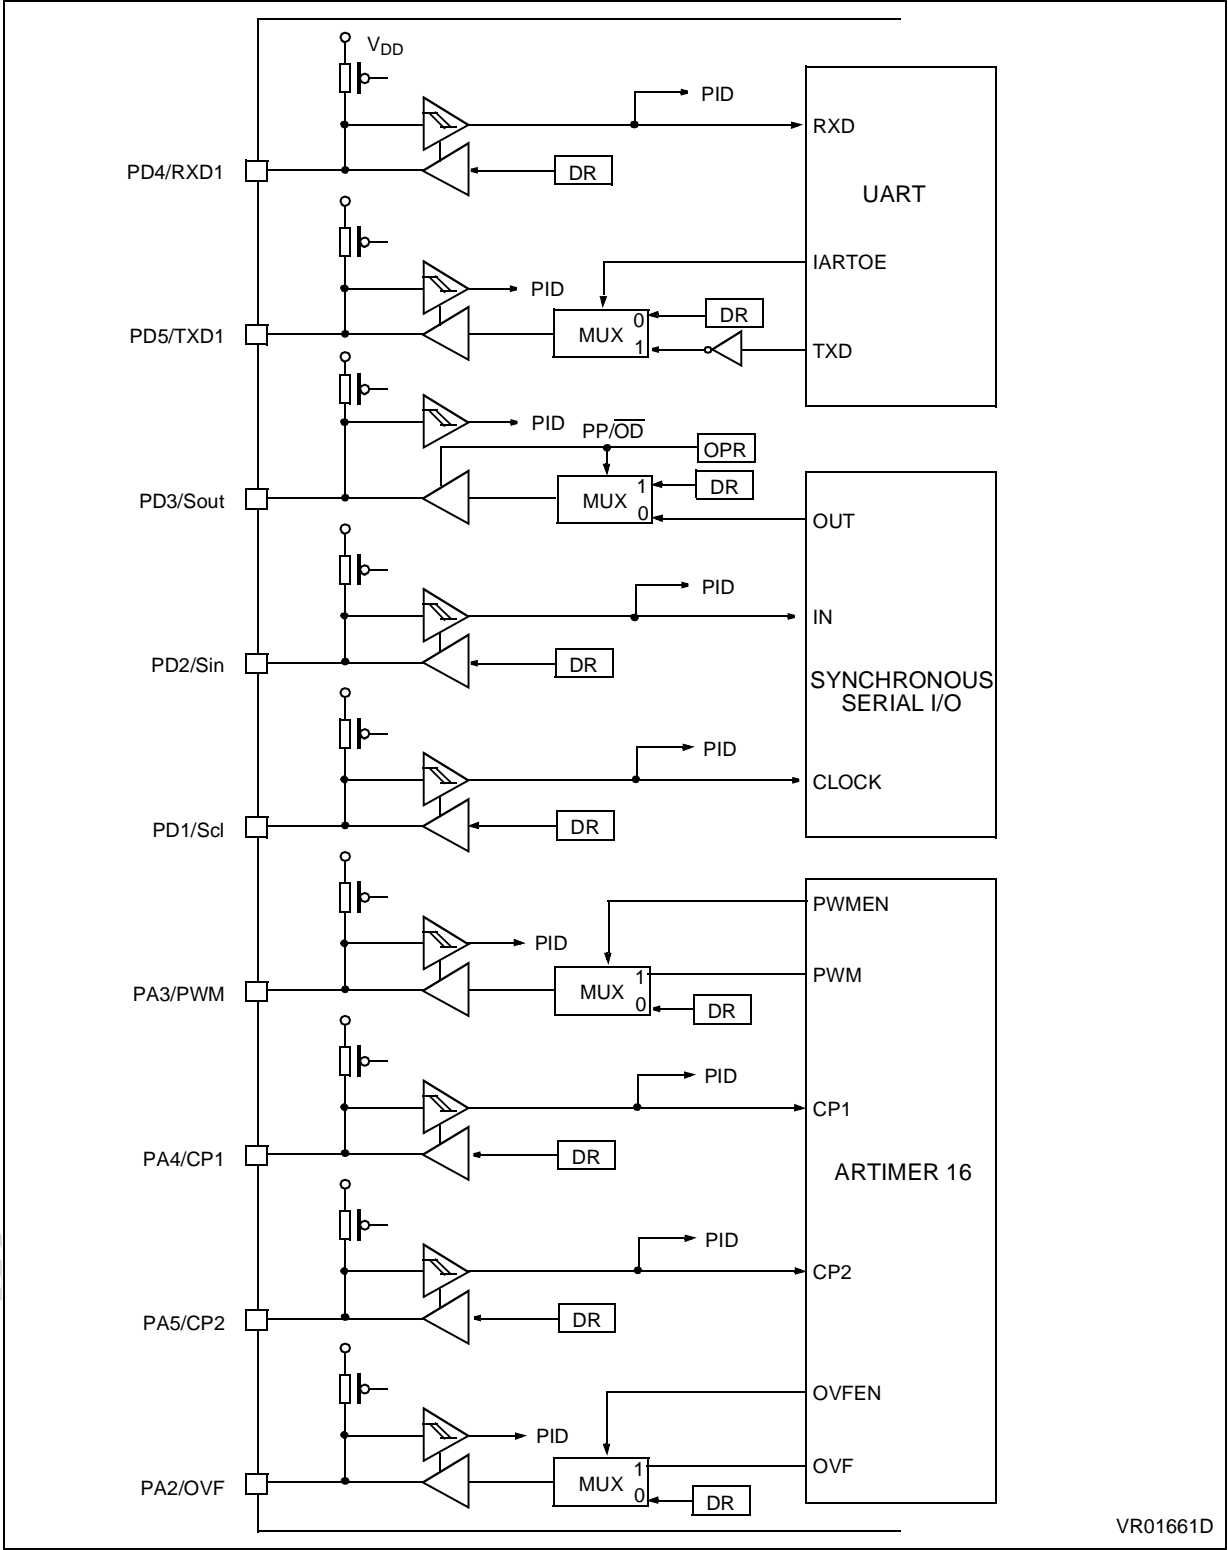 VDD
PID
RXD
PD4/RXD1
DR
UART
IARTOE
PID
DR
PD5/TXD1
MUX
0
1
TXD
PID
PP/OD
OPR
PD3/Sout
MUX
1
0
DR
OUT
PID
IN
PD2/Sin
DR
SYNCHRONOUS
SERIAL I/O
PID
CLOCK
PD1/Scl
DR
PWMEN
PID
PA3/PWM
MUX
1
0
PWM
DR
PID
CP1
PA4/CP1
DR
ARTIMER 16
PID
CP2
PA5/CP2
DR
OVFEN
PID
PA2/OVF
MUX
1
0
OVF
DR
VR01661D